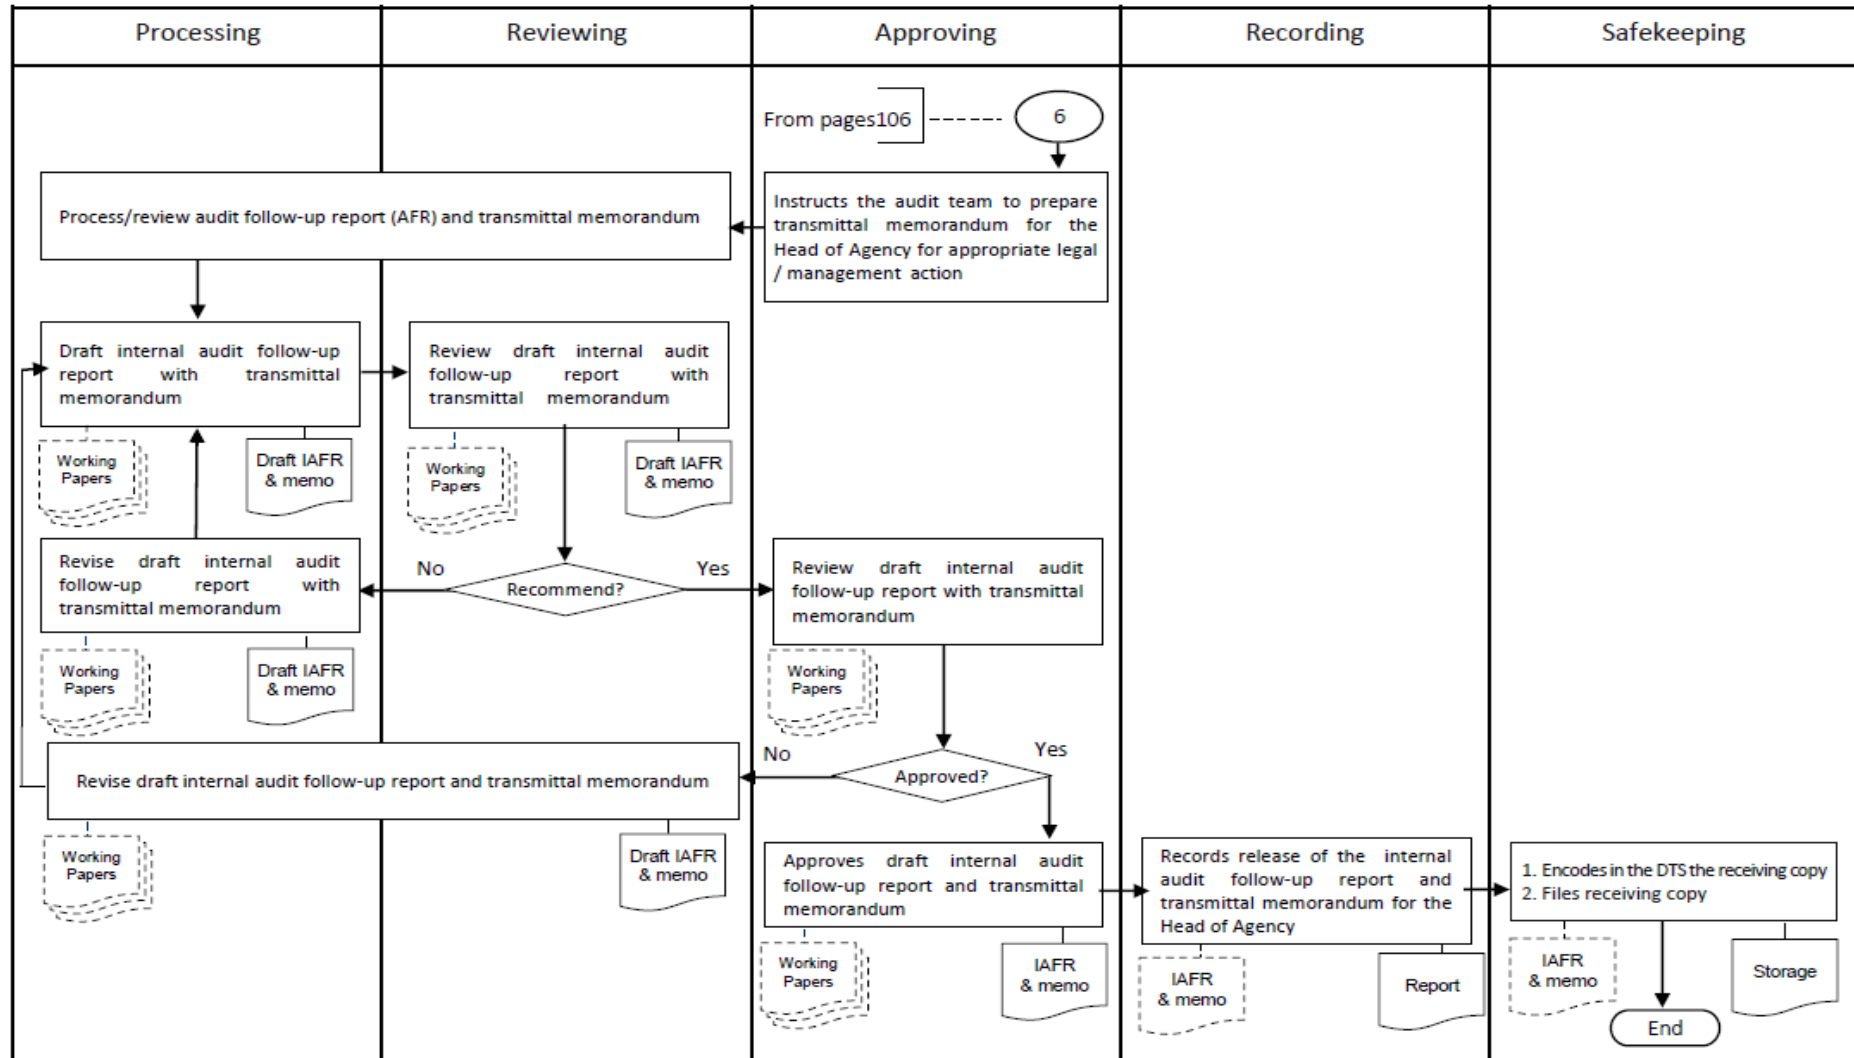 Processing
Reviewing
Approving
Recording
Safekeeping
From pages106
6
Process/review audit follow-up report (AFR) and transmittal memorandum
Instructs the audit team to prepare
transmittal memorandum for the
Head of Agency for appropriate legal
/ management action
Draft internal audit follow-up
report with transmittal
memorandum
Review draft internal audit
follow-up report with
transmittal memorandum
Working
Papers
Draft IAFR
& memo
Working
Papers
Draft IAFR
& memo
Revise draft internal audit
follow-up report with
transmittal memorandum
No
Recommend?
Yes
Review draft internal audit
follow-up report with transmittal
memorandum
Working
Papers
Draft IAFR
& memo
Working
Papers
Revise draft internal audit follow-up report and transmittal memorandum
No
Approved?
Yes
Working
Papers
Draft IAFR
& memo
Approves draft internal audit
follow-up report and transmittal
memorandum
Records release of the internal
audit follow-up report and
transmittal memorandum for the
Head of Agency
1. Encodes in the DTS the receiving copy
2. Files receiving copy
Working
Papers
IAFR
& memo
IAFR
& memo
Report
IAFR
& memo
Storage
End